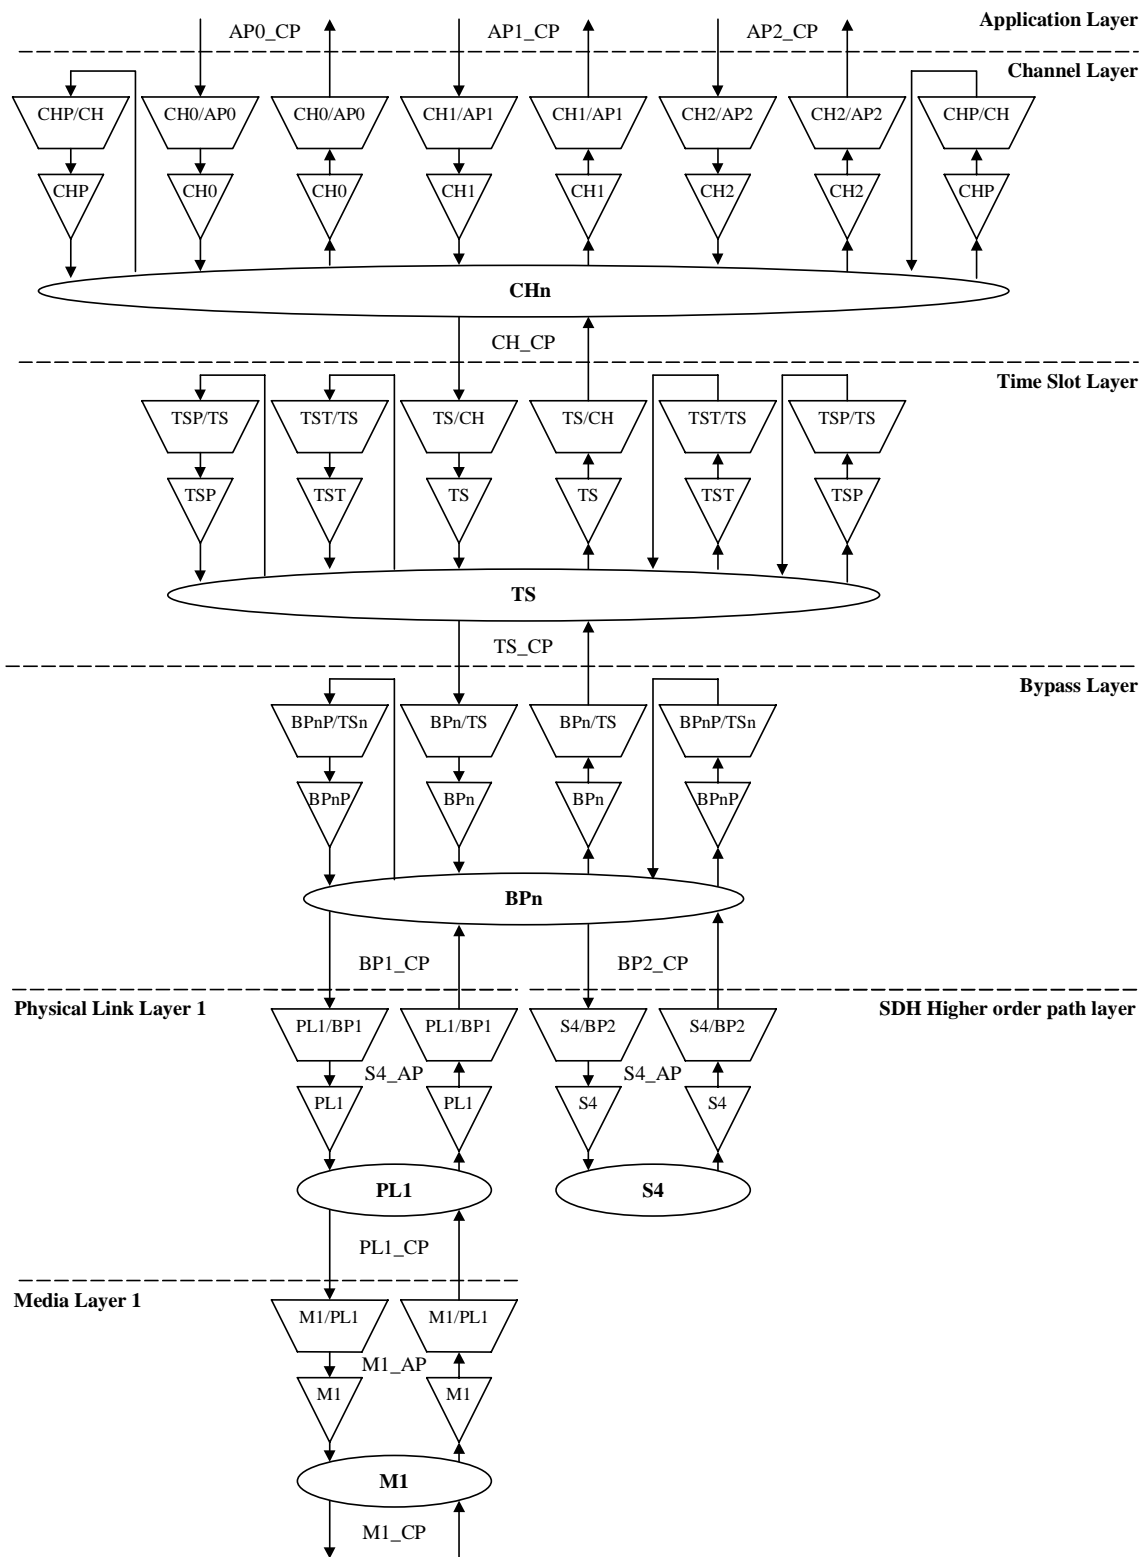 AP0_CP AP1_CP AP2_CP Application Layer
Channel Layer
CHP/CH CH0/AP0 CH0/AP0 CH1/AP1 CH1/AP1 CH2/AP2 CH2/AP2 CHP/CH
CHP CH0 CH0 CH1 CH1 CH2 CH2 CHP
CHn
CH_CP
Time Slot Layer
TSP/TS TST/TS TS/CH TS/CH TST/TS TSP/TS
TSP TST TS TS TST TSP
TS
TS_CP
Bypass Layer
BPnP/TSn BPn/TS BPn/TS BPnP/TSn
BPnP BPn BPn BPnP
BPn
BP1_CP BP2_CP
Physical Link Layer 1 SDH Higher order path layer
PL1/BP1 PL1/BP1 S4/BP2 S4/BP2
S4_AP S4_AP
PL1 PL1 S4 S4
PL1 S4
PL1_CP
Media Layer 1
M1/PL1 M1/PL1
M1_AP
M1 M1
M1
M1_CP